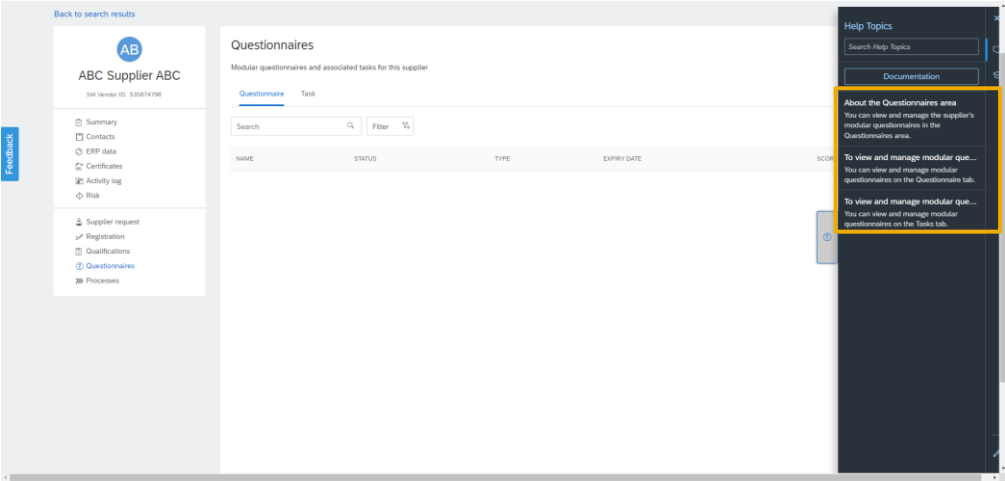 Back to search results
AB
ABC Supplier ABC
SM Vendor ID: S35874798
Summary
Contacts
ERP data
Certificates
Activity log
Risk
Supplier request
Registration
Qualifications
Questionnaires
Processes
Feedback
Questionnaires
Modular questionnaires and associated tasks for this supplier
Questionnaire Task
Search Filter
NAME STATUS TYPE EXPIRY DATE SCOR
Help Topics
Search Help Topics
Documentation
About the Questionnaires area
You can view and manage the supplier's
modular questionnaires in the
Questionnaires area.
To view and manage modular que...
You can view and manage modular
questionnaires on the Questionnaire tab.
To view and manage modular que...
You can view and manage modular
questionnaires on the Tasks tab.